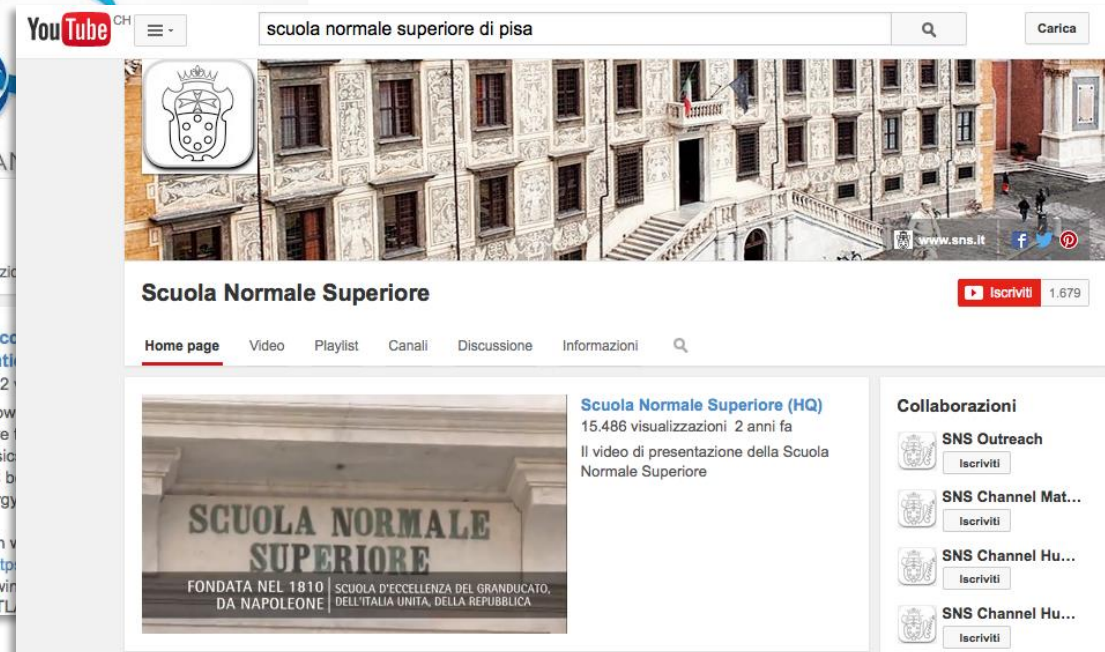 YouTube CH
scuola normale superiore di pisa
Carica
www.sns.it
Scuola Normale Superiore
Iscriviti 1.679
Home page Video Playlist Canali Discussione Informazioni
Scuola Normale Superiore (HQ)
15.486 visualizzazioni 2 anni fa
Il video di presentazione della Scuola
Normale Superiore
SCUOLA NORMALE
SUPERIORE
FONDATA NEL 1810
DA NAPOLEONE
SCUOLA D'ECCELLENZA DEL GRANDUCATO,
DELL'ITALIA UNITA, DELLA REPUBBLICA
Collaborazioni
SNS Outreach
Iscriviti
SNS Channel Mat...
Iscriviti
SNS Channel Hu...
Iscriviti
SNS Channel Hu...
Iscriviti